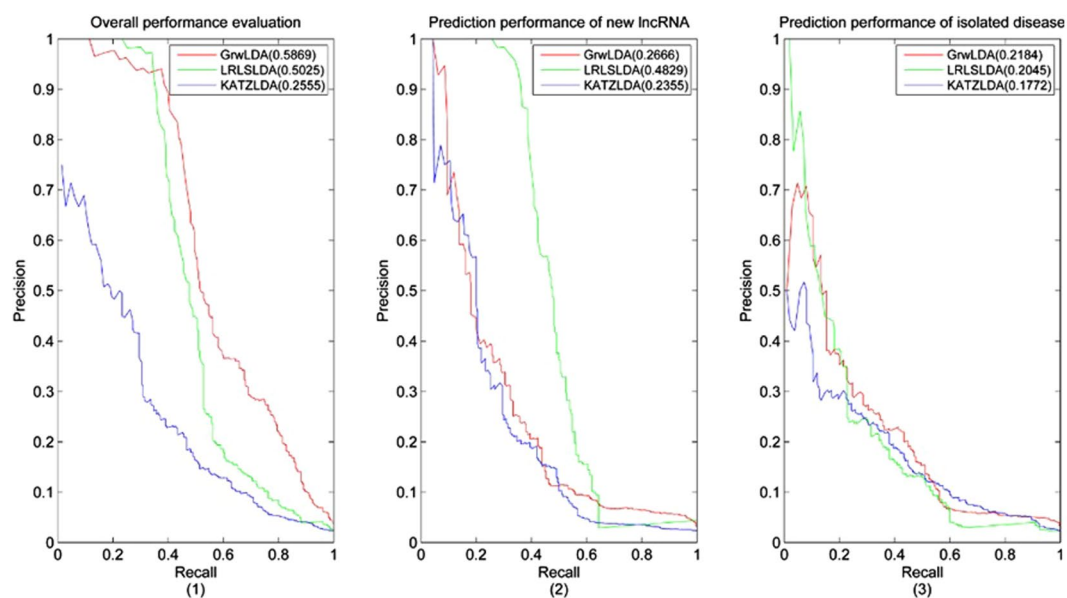 Overall performance evaluation
GrwLDA(0.5869)
LRLSLDA(0.5025)
KATZLDA(0.2555)
1
0.9
0.8
0.7
0.6
0.5
0.4
0.3
0.2
0.1
0
Precision
0 0.2 0.4 0.6 0.8 1
Recall
(1)
Prediction performance of new lncRNA
GrwLDA(0.2666)
LRLSLDA(0.4829)
KATZLDA(0.2355)
1
0.9
0.8
0.7
0.6
0.5
0.4
0.3
0.2
0.1
0
Precision
0 0.2 0.4 0.6 0.8 1
Recall
(2)
Prediction performance of isolated disease
GrwLDA(0.2184)
LRLSLDA(0.2045)
KATZLDA(0.1772)
1
0.9
0.8
0.7
0.6
0.5
0.4
0.3
0.2
0.1
0
Precision
0 0.2 0.4 0.6 0.8 1
Recall
(3)